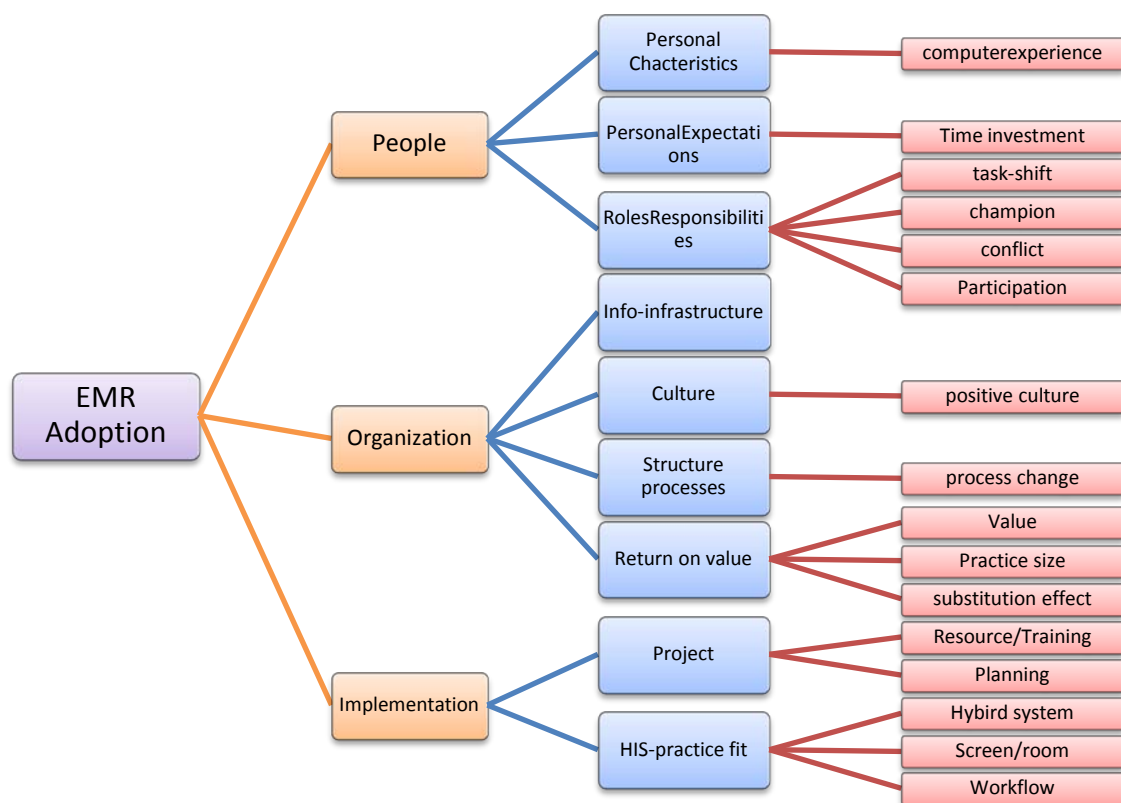 EMR
Adoption
People
Personal
Chacteristics
computerexperience
PersonalExpectati
ons
Time investment
RolesResponsibiliti
es
task-shift
champion
conflict
Participation
Organization
Info-infrastructure
Culture
positive culture
Structure
processes
process change
Return on value
Value
Practice size
substitution effect
Implementation
Project
Resource/Training
Planning
HIS-practice fit
Hybird system
Screen/room
Workflow